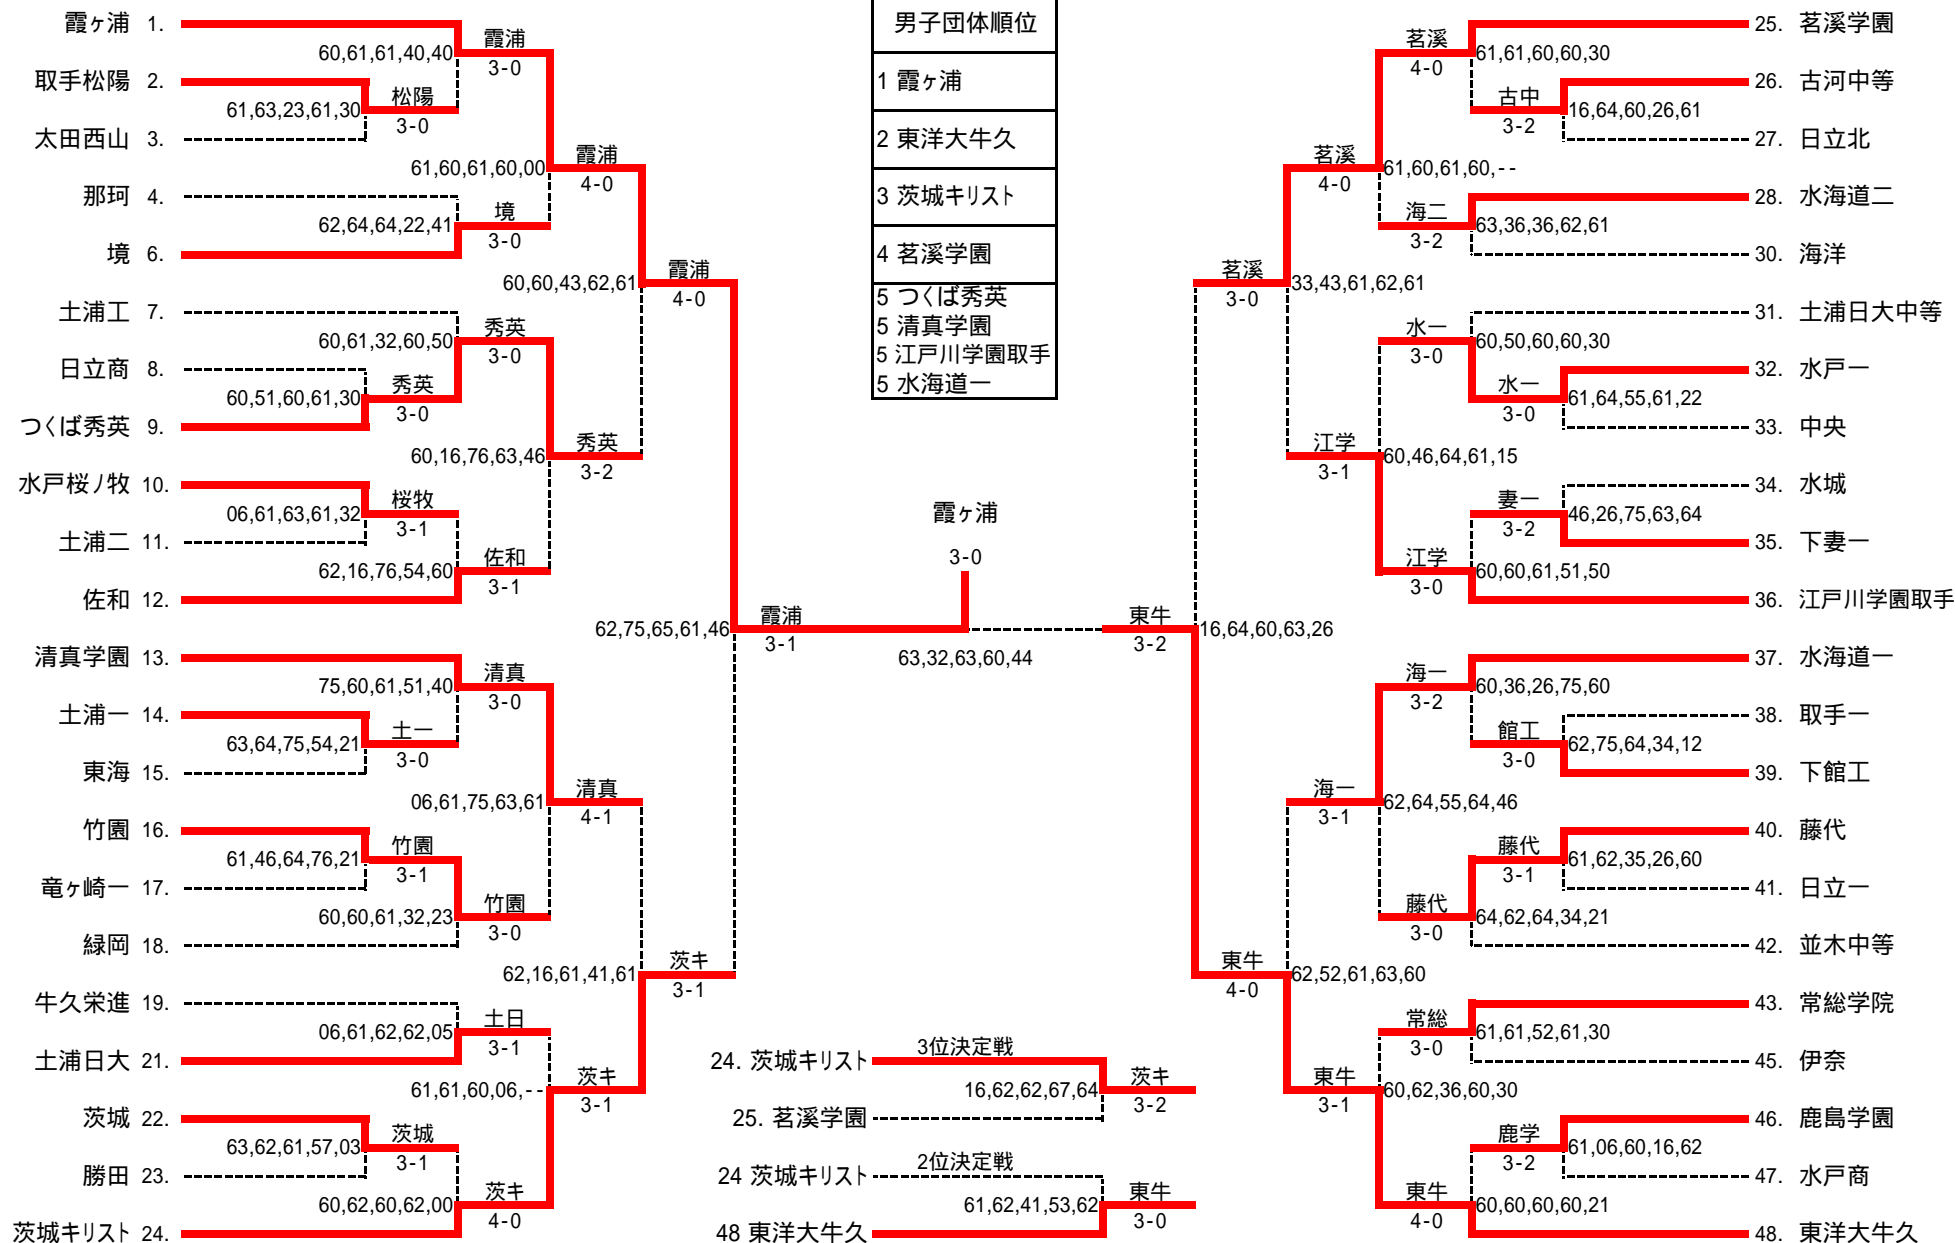 霞ヶ浦 1.
60,61,61,40,40
霞浦
3-0
取手松陽 2.
61,63,23,61,30
松陽
3-0
太田西山 3.
61,60,61,60,00
霞浦
4-0
那珂 4.
62,64,64,22,41
境
3-0
境 6.
60,60,43,62,61
霞浦
4-0
土浦工 7.
60,61,32,60,50
秀英
3-0
日立商 8.
60,51,60,61,30
秀英
3-0
つくば秀英 9.
60,16,76,63,46
秀英
3-2
水戸桜ノ牧 10.
06,61,63,61,32
桜牧
3-1
土浦二 11.
62,16,76,54,60
佐和
3-1
佐和 12.
62,75,65,61,46
霞浦
3-1
清真学園 13.
75,60,61,51,40
清真
3-0
土浦一 14.
63,64,75,54,21
土一
3-0
東海 15.
06,61,75,63,61
清真
4-1
竹園 16.
61,46,64,76,21
竹園
3-1
竜ヶ崎一 17.
60,60,61,32,23
竹園
3-0
緑岡 18.
62,16,61,41,61
茨キ
3-1
牛久栄進 19.
06,61,62,62,05
土日
3-1
土浦日大 21.
61,61,60,06,--
茨キ
3-1
茨城 22.
63,62,61,57,03
茨城
3-1
勝田 23.
60,62,60,62,00
茨キ
4-0
茨城キリスト 24.
男子団体順位
1 霞ヶ浦
2 東洋大牛久
3 茨城キリスト
4 茗溪学園
5 つくば秀英
5 清真学園
5 江戸川学園取手
5 水海道一
霞ヶ浦
3-0
63,32,63,60,44
3位決定戦
24. 茨城キリスト
16,62,62,67,64
茨キ
3-2
25. 茗溪学園
2位決定戦
24 茨城キリスト
61,62,41,53,62
東牛
3-0
48 東洋大牛久
25. 茗溪学園
茗溪
4-0
61,61,60,60,30
26. 古河中等
古中
3-2
16,64,60,26,61
27. 日立北
茗溪
4-0
61,60,61,60,--
28. 水海道二
海二
3-2
63,36,36,62,61
30. 海洋
茗溪
3-0
33,43,61,62,61
31. 土浦日大中等
水一
3-0
60,50,60,60,30
32. 水戸一
水一
3-0
61,64,55,61,22
33. 中央
江学
3-1
60,46,64,61,15
34. 水城
妻一
3-2
46,26,75,63,64
35. 下妻一
江学
3-0
60,60,61,51,50
36. 江戸川学園取手
東牛
3-2
16,64,60,63,26
37. 水海道一
海一
3-2
60,36,26,75,60
38. 取手一
館工
3-0
62,75,64,34,12
39. 下館工
海一
3-1
62,64,55,64,46
40. 藤代
藤代
3-1
61,62,35,26,60
41. 日立一
藤代
3-0
64,62,64,34,21
42. 並木中等
東牛
4-0
62,52,61,63,60
43. 常総学院
常総
3-0
61,61,52,61,30
45. 伊奈
東牛
3-1
60,62,36,60,30
46. 鹿島学園
鹿学
3-2
61,06,60,16,62
47. 水戸商
東牛
4-0
60,60,60,60,21
48. 東洋大牛久